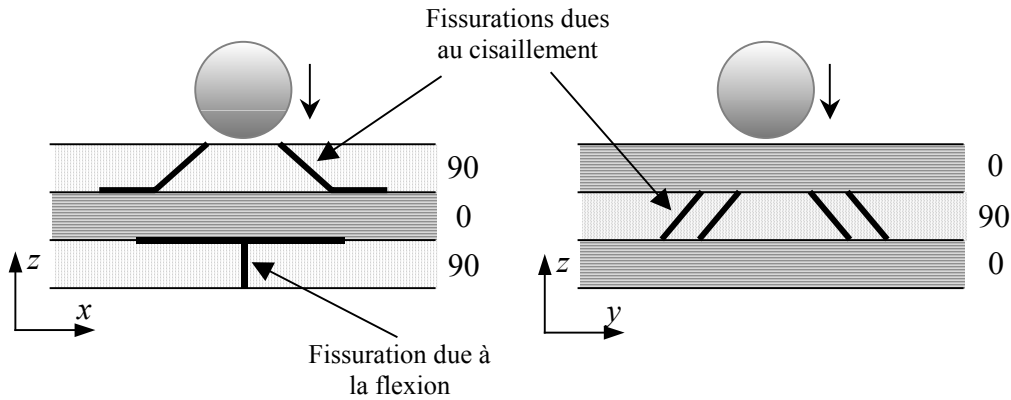 Fissurations dues
au cisaillement
90
0
90
z
x
0
90
0
z
y
Fissuration due à
la flexion